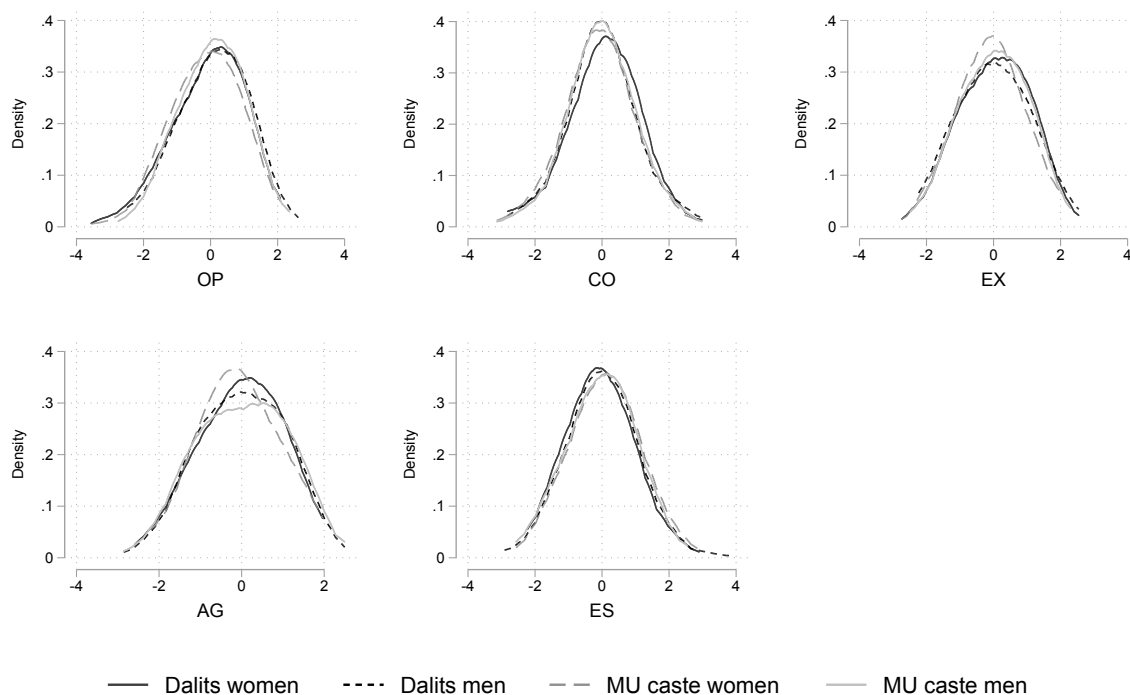 .4 .4 .4
.3 .3 .3
Density Density Density
.2 .2 .2
.1 .1 .1
0 0 0
-4 -2 0 2 4 -4 -2 0 2 4 -4 -2 0 2 4
OP CO EX
.4 .4
.3 .3
Density Density
.2 .2
.1 .1
0 0
-4 -2 0 2 -4 -2 0 2 4
AG ES
Dalits women Dalits men MU caste women MU caste men